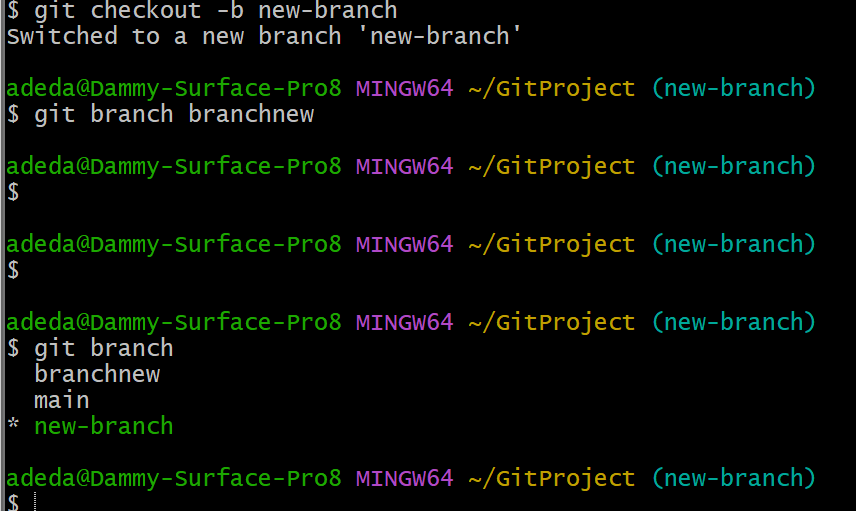 $ git checkout -b new-branch
Switched to a new branch 'new-branch'
adeda@Dammy-Surface-Pro8 MINGW64 ~/GitProject (new-branch)
$ git branch branchnew
adeda@Dammy-Surface-Pro8 MINGW64 ~/GitProject (new-branch)
$
adeda@Dammy-Surface-Pro8 MINGW64 ~/GitProject (new-branch)
$
adeda@Dammy-Surface-Pro8 MINGW64 ~/GitProject (new-branch)
$ git branch
  branchnew
  main
* new-branch
adeda@Dammy-Surface-Pro8 MINGW64 ~/GitProject (new-branch)
$